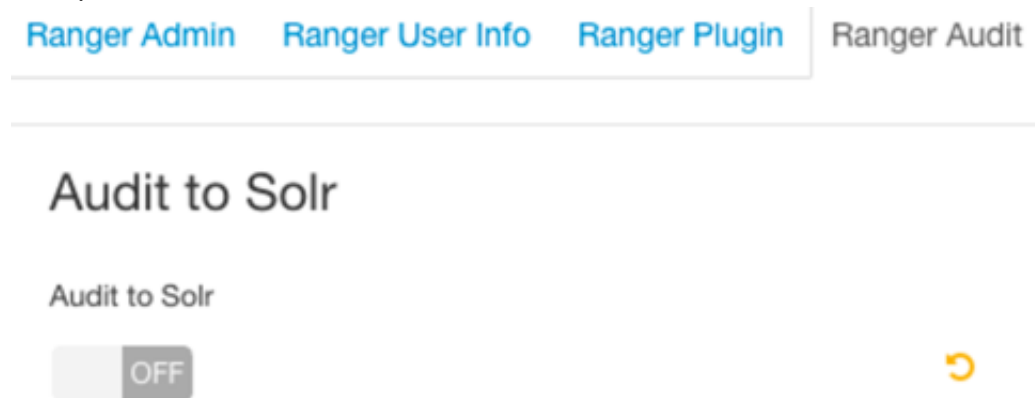 Ranger Admin Ranger User Info Ranger Plugin Ranger Audit
Audit to Solr
Audit to Solr
OFF